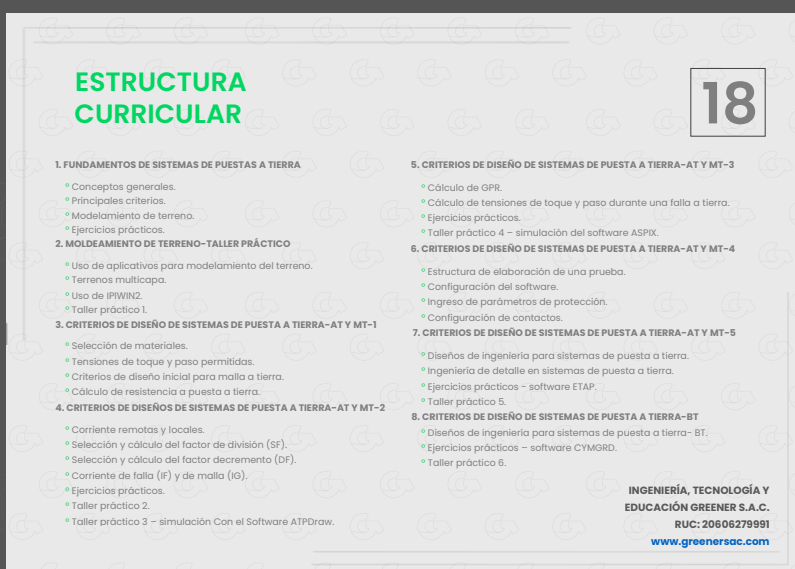 ESTRUCTURA
CURRICULAR
18
1. FUNDAMENTOS DE SISTEMAS DE PUESTAS A TIERRA
° Conceptos generales.
° Principales criterios.
° Modelamiento de terreno.
° Ejercicios prácticos.
2. MOLDEAMIENTO DE TERRENO-TALLER PRÁCTICO
° Uso de aplicativos para modelamiento del terreno.
° Terrenos multicapa.
° Uso de IPIWIN2.
° Taller práctico 1.
3. CRITERIOS DE DISEÑO DE SISTEMAS DE PUESTA A TIERRA-AT Y MT-1
° Selección de materiales.
° Tensiones de toque y paso permitidas.
° Criterios de diseño inicial para malla a tierra.
° Cálculo de resistencia a puesta a tierra.
4. CRITERIOS DE DISEÑOS DE SISTEMAS DE PUESTA A TIERRA-AT Y MT-2
° Corriente remotas y locales.
° Selección y cálculo del factor de división (SF).
° Selección y cálculo del factor decremento (DF).
° Corriente de falla (IF) y de malla (IG).
° Ejercicios prácticos.
° Taller práctico 2.
° Taller práctico 3 – simulación Con el Software ATPDraw.
5. CRITERIOS DE DISEÑO DE SISTEMAS DE PUESTA A TIERRA-AT Y MT-3
° Cálculo de GPR.
° Cálculo de tensiones de toque y paso durante una falla a tierra.
° Ejercicios prácticos.
° Taller práctico 4 – simulación del software ASPIX.
6. CRITERIOS DE DISEÑO DE SISTEMAS DE PUESTA A TIERRA-AT Y MT-4
° Estructura de elaboración de una prueba.
° Configuración del software.
° Ingreso de parámetros de protección.
° Configuración de contactos.
7. CRITERIOS DE DISEÑO DE SISTEMAS DE PUESTA A TIERRA-AT Y MT-5
° Diseños de ingeniería para sistemas de puesta a tierra.
° Ingeniería de detalle en sistemas de puesta a tierra.
° Ejercicios prácticos - software ETAP.
° Taller práctico 5.
8. CRITERIOS DE DISEÑO DE SISTEMAS DE PUESTA A TIERRA-BT
° Diseños de ingeniería para sistemas de puesta a tierra- BT.
° Ejercicios prácticos – software CYMGRD.
° Taller práctico 6.
INGENIERÍA, TECNOLOGÍA Y
EDUCACIÓN GREENER S.A.C.
RUC: 20606279991
www.greenersac.com